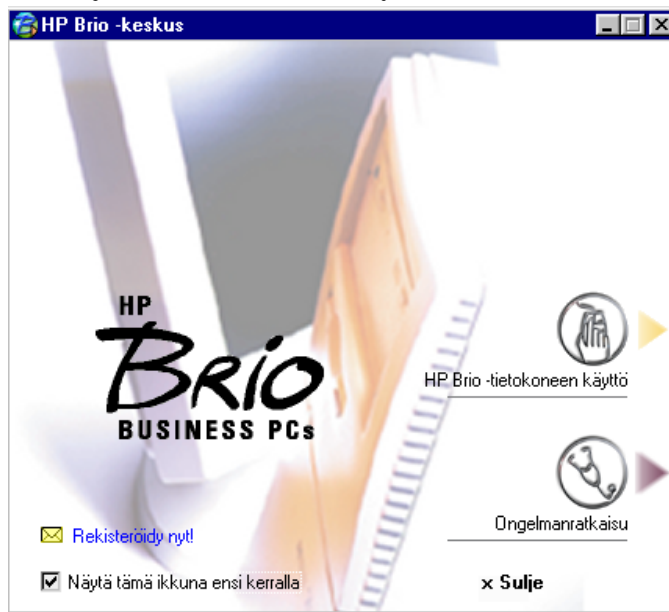 HP Brio -keskus
HP
BRIO
BUSINESS PCs
HP Brio -tietokoneen käyttö
Ongelmanratkaisu
Rekisteröidy nyt!
Näytä tämä ikkuna ensi kerralla
x Sulje